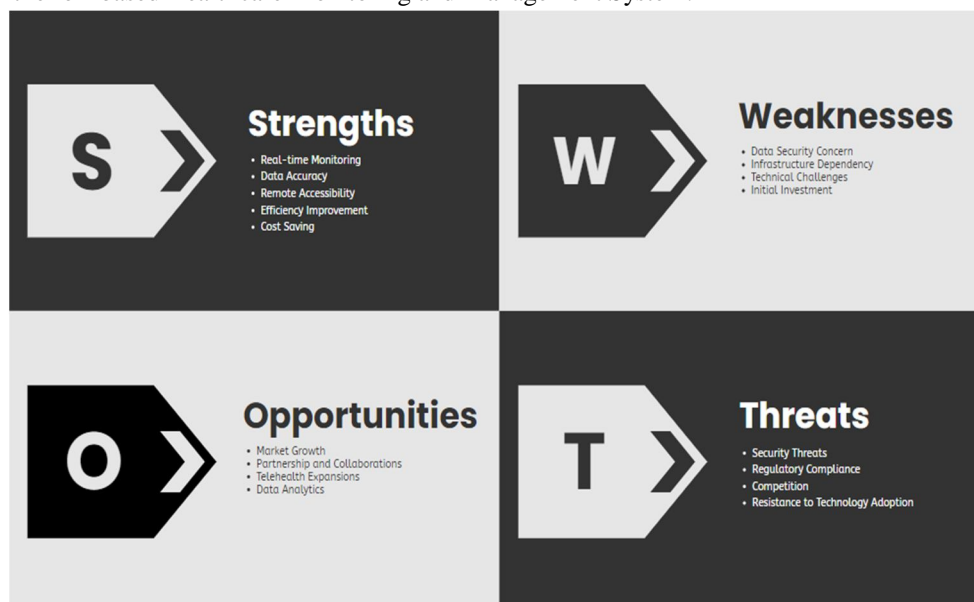 S
Strengths
• Real-time Monitoring
• Data Accuracy
• Remote Accessibility
• Efficiency Improvement
• Cost Saving
W
Weaknesses
• Data Security Concern
• Infrastructure Dependency
• Technical Challenges
• Initial Investment
O
Opportunities
• Market Growth
• Partnership and Collaborations
• Telehealth Expansions
• Data Analytics
T
Threats
• Security Threats
• Regulatory Compliance
• Competition
• Resistance to Technology Adoption